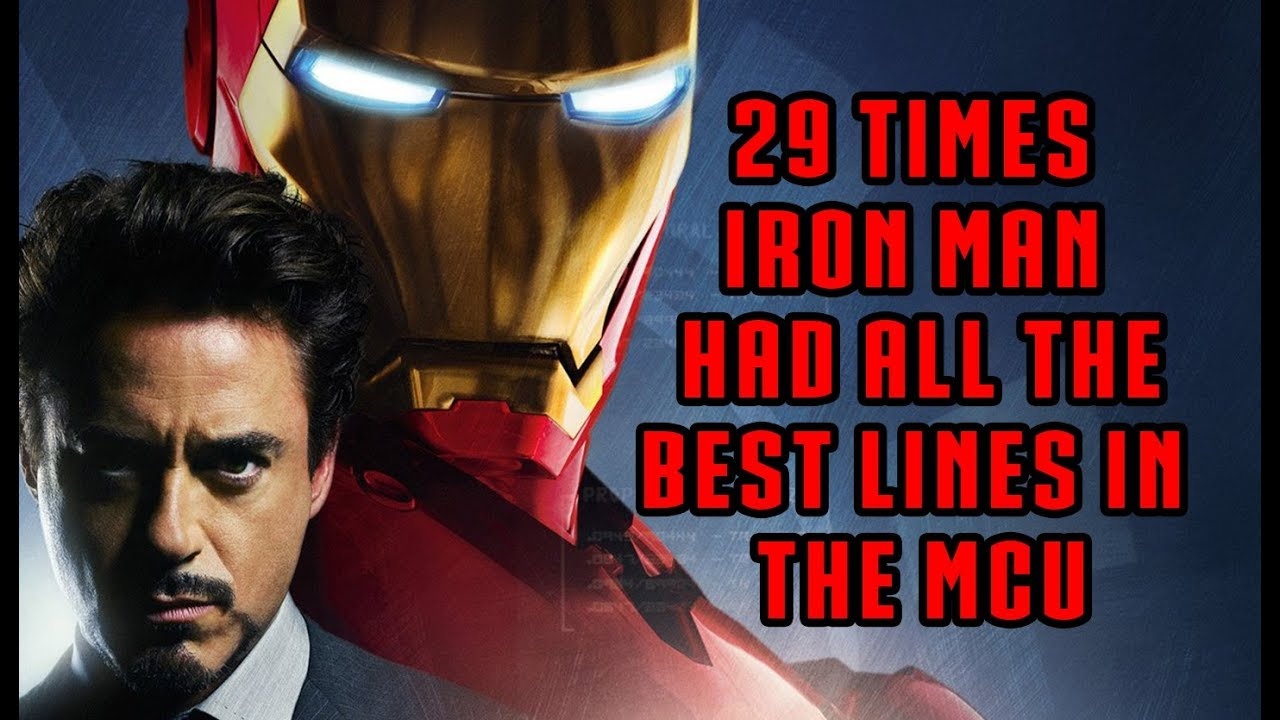 29 TIMES
IRON MAN
HAD ALL THE
BEST LINES IN
THE MCU